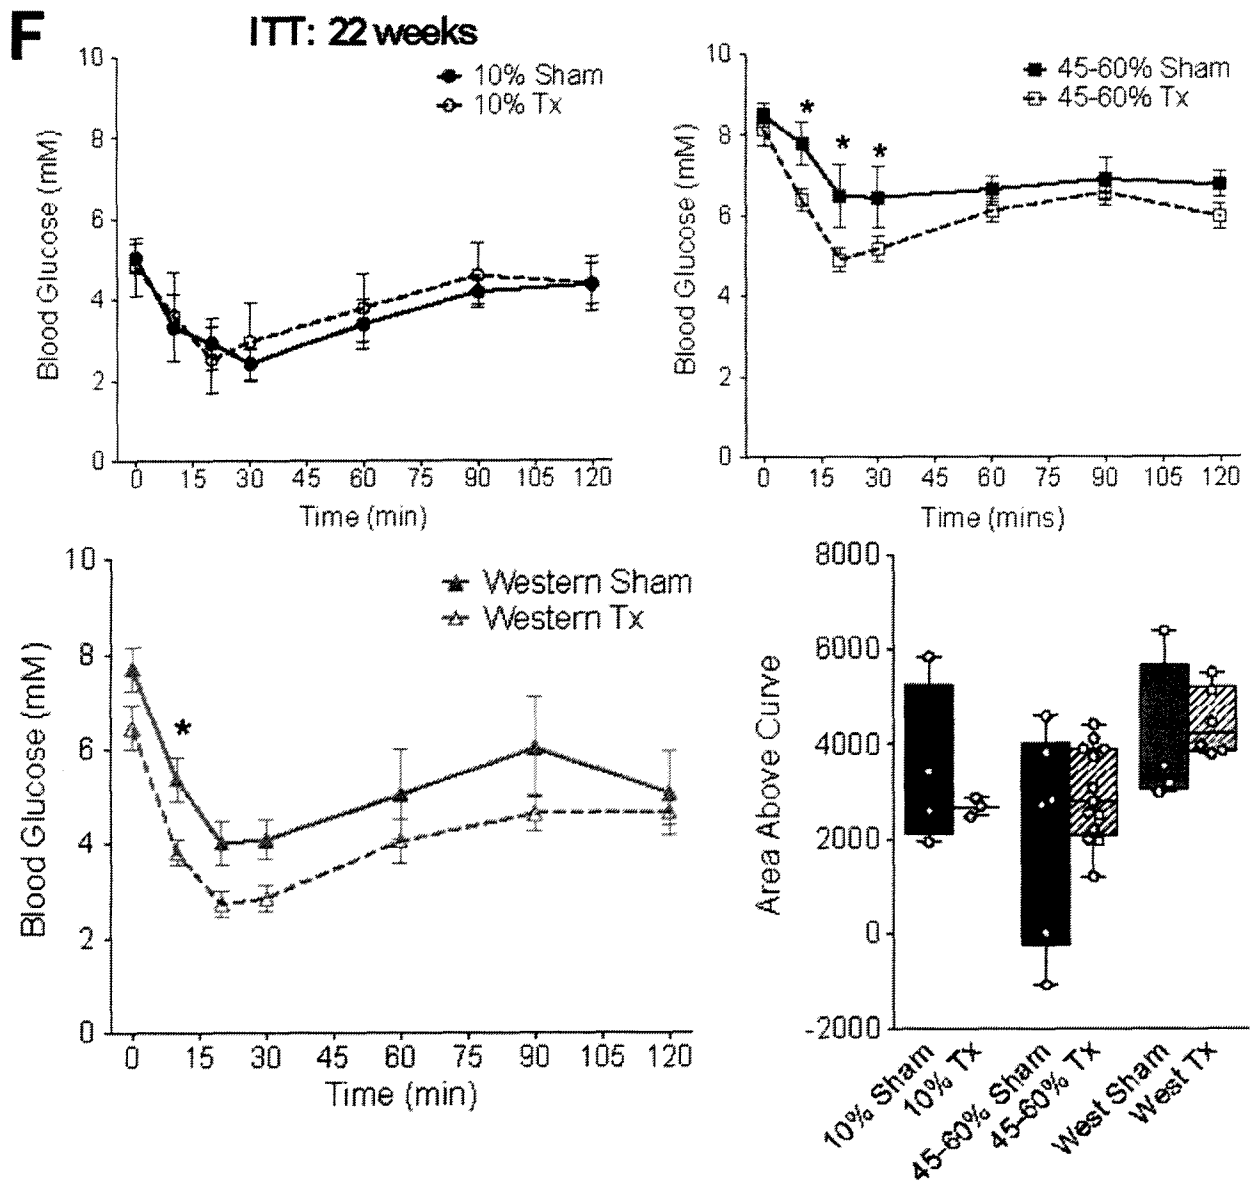 F
ITT: 22 weeks
10
8
6
4
2
0
Blood Glucose (mM)
10% Sham
10% Tx
0 15 30 45 60 75 90 105 120
Time (min)
10
8
6
4
2
0
Blood Glucose (mM)
45-60% Sham
45-60% Tx
* * *
0 15 30 45 60 75 90 105 120
Time (mins)
10
8
6
4
2
0
Blood Glucose (mM)
Western Sham
Western Tx
*
0 15 30 45 60 75 90 105 120
Time (min)
8000
6000
4000
2000
0
-2000
Area Above Curve
10% Sham
10% Tx
45-60% Sham
45-60% Tx
West Sham
West Tx